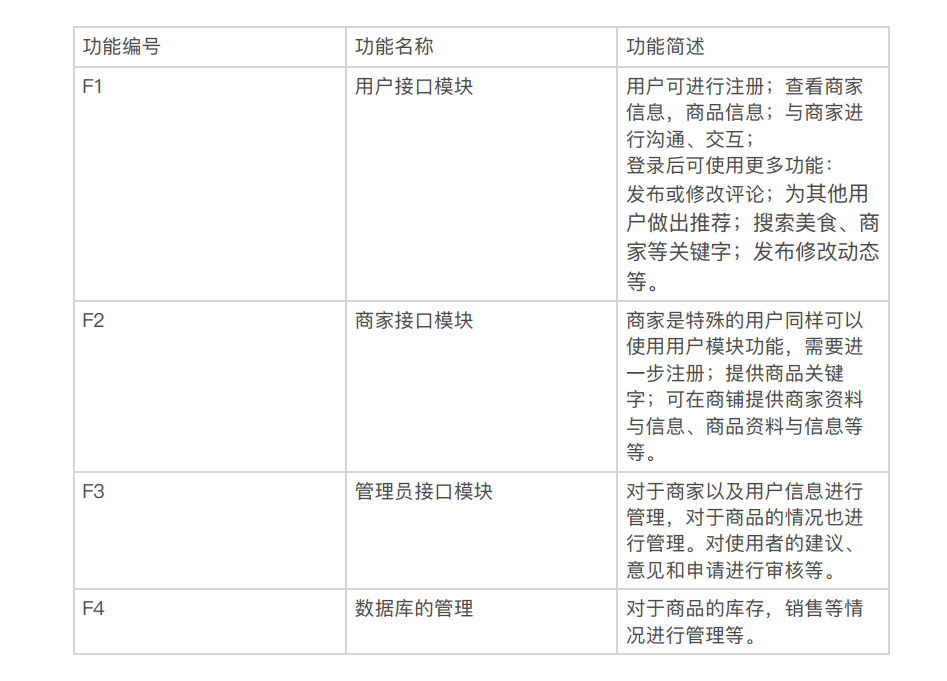 功能编号
功能名称
功能简述
F1
用户接口模块
用户可进行注册；查看商家
信息，商品信息；与商家进
行沟通、交互；
登录后可使用更多功能：
发布或修改评论；为其他用
户做出推荐；搜索美食、商
家等关键字；发布修改动态
等。
F2
商家接口模块
商家是特殊的用户同样可以
使用用户模块功能，需要进
一步注册；提供商品关键
字；可在商铺提供商家资料
与信息、商品资料与信息等
等。
F3
管理员接口模块
对于商家以及用户信息进行
管理，对于商品的情况也进
行管理。对使用者的建议、
意见和申请进行审核等。
F4
数据库的管理
对于商品的库存，销售等情
况进行管理等。